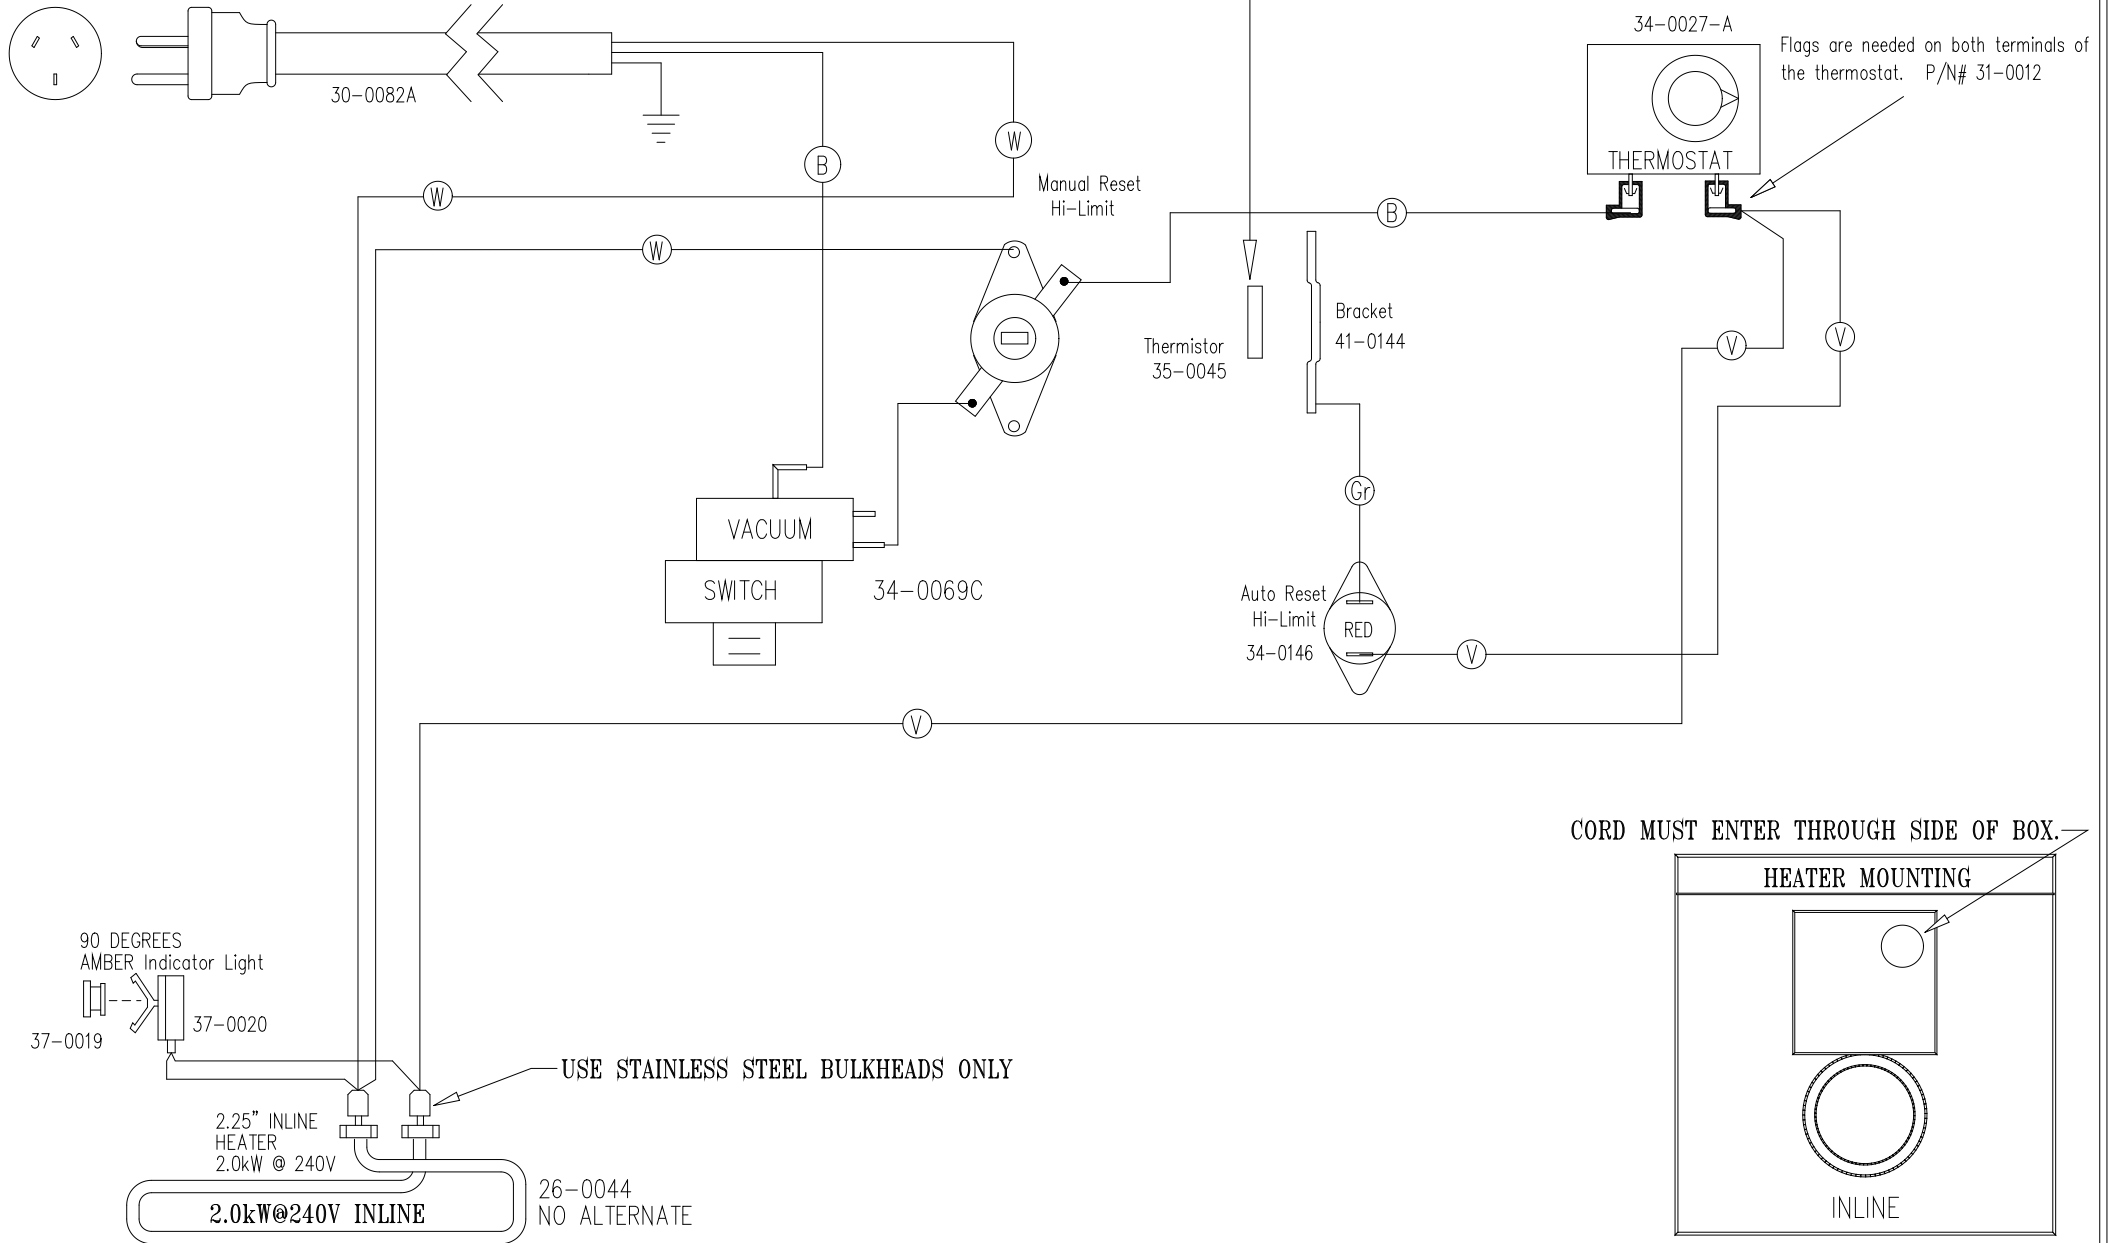 34-0027-A
Flags are needed on both terminals of
the thermostat. P/N# 31-0012
30-0082A
W
B
THERMOSTAT
Manual Reset
Hi-Limit
W
B
W
Bracket
41-0144
Thermistor
35-0045
V
V
Gr
VACUUM
SWITCH
34-0069C
Auto Reset
Hi-Limit
34-0146
RED
V
V
CORD MUST ENTER THROUGH SIDE OF BOX.
HEATER MOUNTING
INLINE
90 DEGREES
AMBER Indicator Light
37-0020
37-0019
USE STAINLESS STEEL BULKHEADS ONLY
2.25" INLINE
HEATER
2.0kW @ 240V
2.0kW@240V INLINE
26-0044
NO ALTERNATE